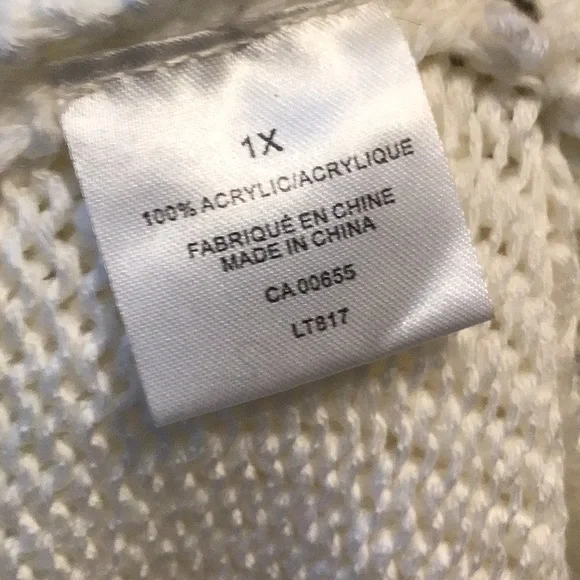 1X
100% ACRYLIC/ACRYLIQUE
FABRIQUÉ EN CHINE
MADE IN CHINA
CA 00655
LT817